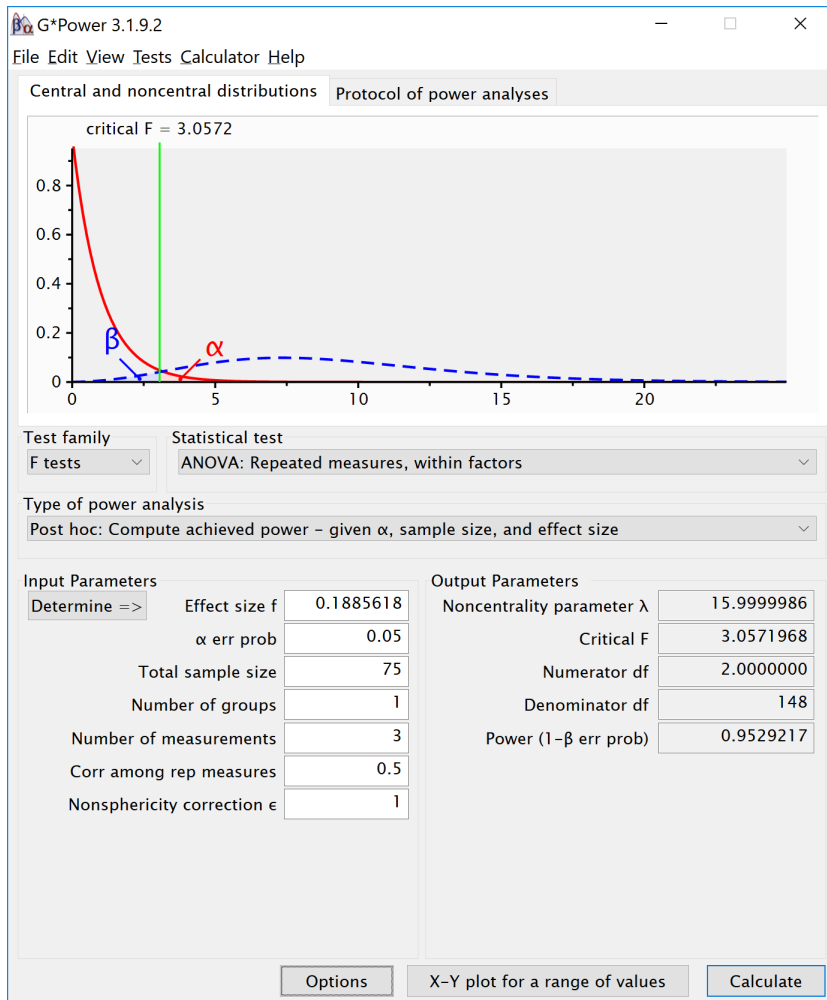 βα G*Power 3.1.9.2
File Edit View Tests Calculator Help
Central and noncentral distributions Protocol of power analyses
critical F = 3.0572
0.8
0.6
0.4
0.2
β α
0
0 5 10 15 20
Test family Statistical test
F tests ANOVA: Repeated measures, within factors
Type of power analysis
Post hoc: Compute achieved power - given α, sample size, and effect size
Input Parameters Output Parameters
Determine => Effect size f 0.1885618 Noncentrality parameter λ 15.9999986
α err prob 0.05 Critical F 3.0571968
Total sample size 75 Numerator df 2.0000000
Number of groups 1 Denominator df 148
Number of measurements 3 Power (1-β err prob) 0.9529217
Corr among rep measures 0.5
Nonsphericity correction ϵ 1
Options X-Y plot for a range of values Calculate